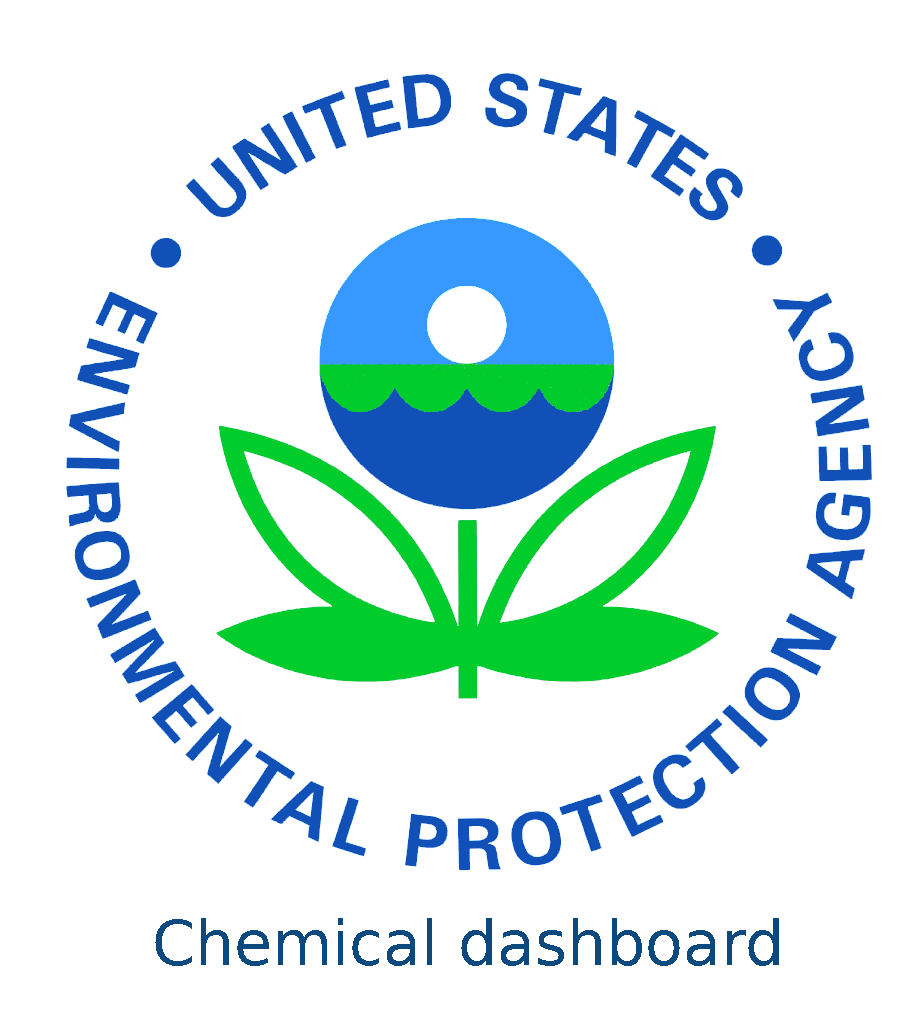 • UNITED STATES •
ENVIRONMENTAL PROTECTION AGENCY
Chemical dashboard